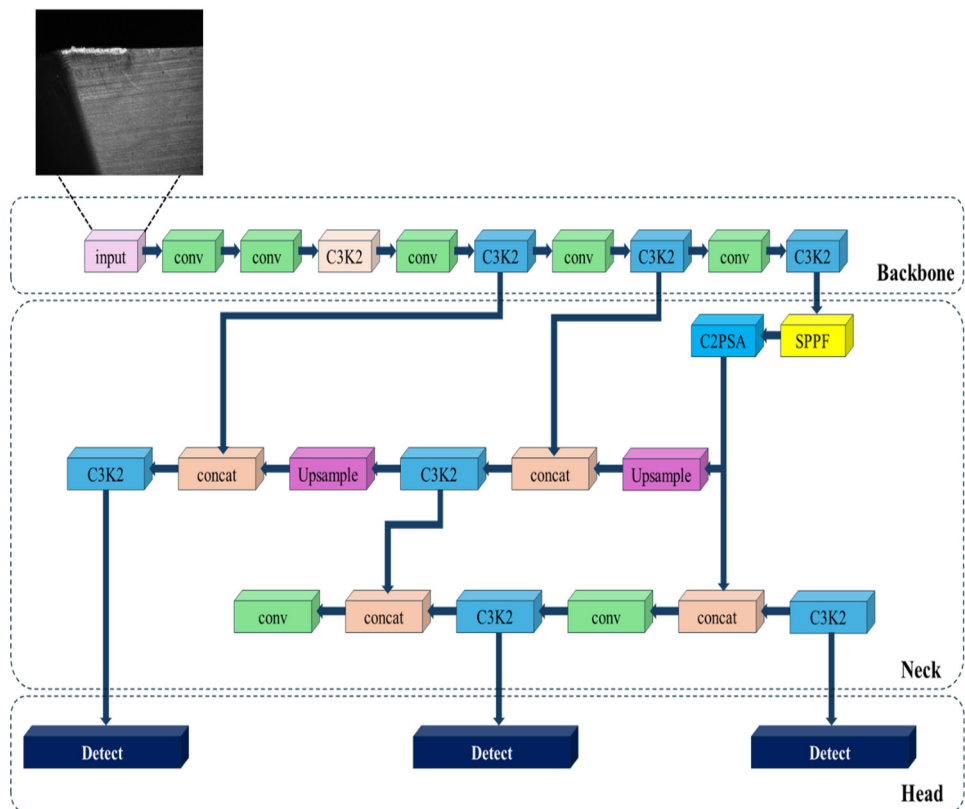 input
conv
conv
C3K2
conv
C3K2
conv
C3K2
conv
C3K2
Backbone
C2PSA
SPPF
C3K2
concat
Upsample
C3K2
concat
Upsample
conv
concat
C3K2
conv
concat
C3K2
Neck
Detect
Detect
Detect
Head